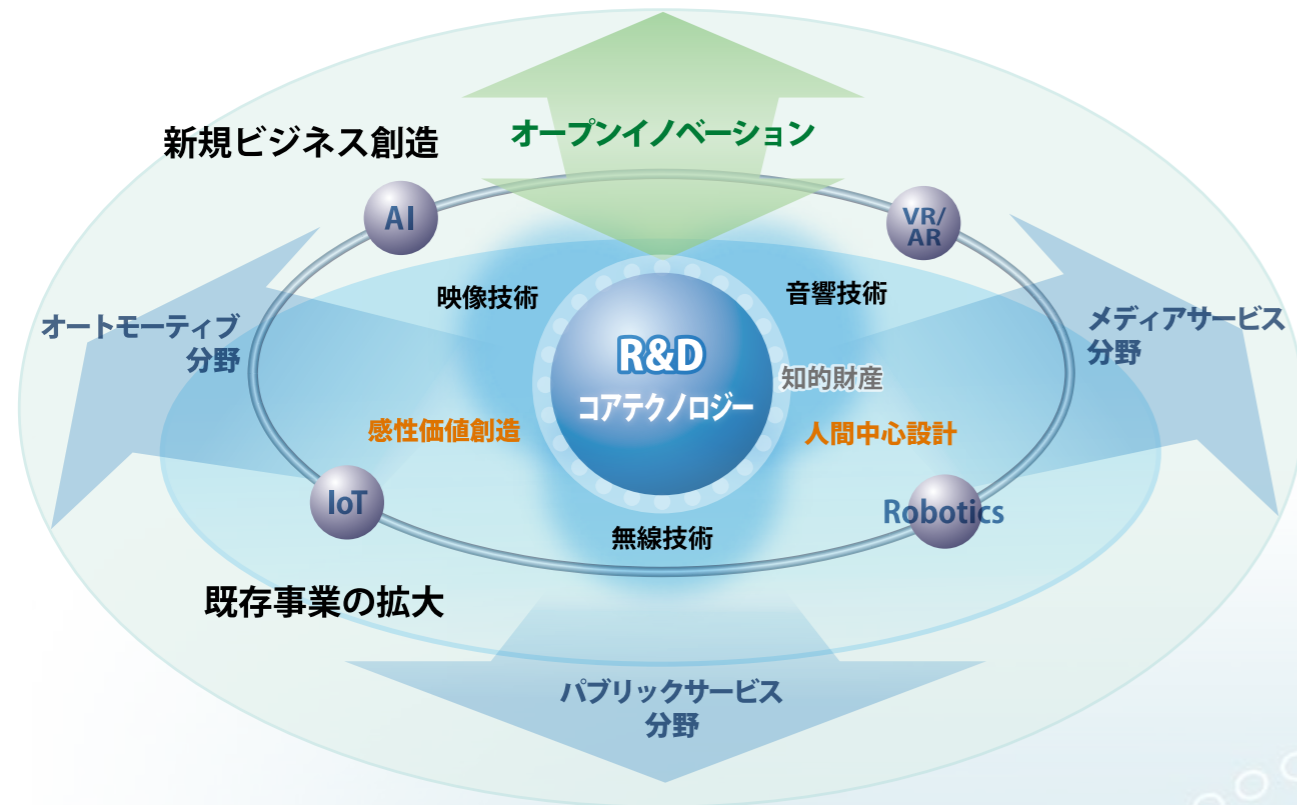 新規ビジネス創造
オープンイノベーション
AI
VR/
AR
映像技術
音響技術
オートモーティブ
分野
メディアサービス
分野
R&D
コアテクノロジー
知的財産
感性価値創造
人間中心設計
IoT
Robotics
無線技術
既存事業の拡大
パブリックサービス
分野